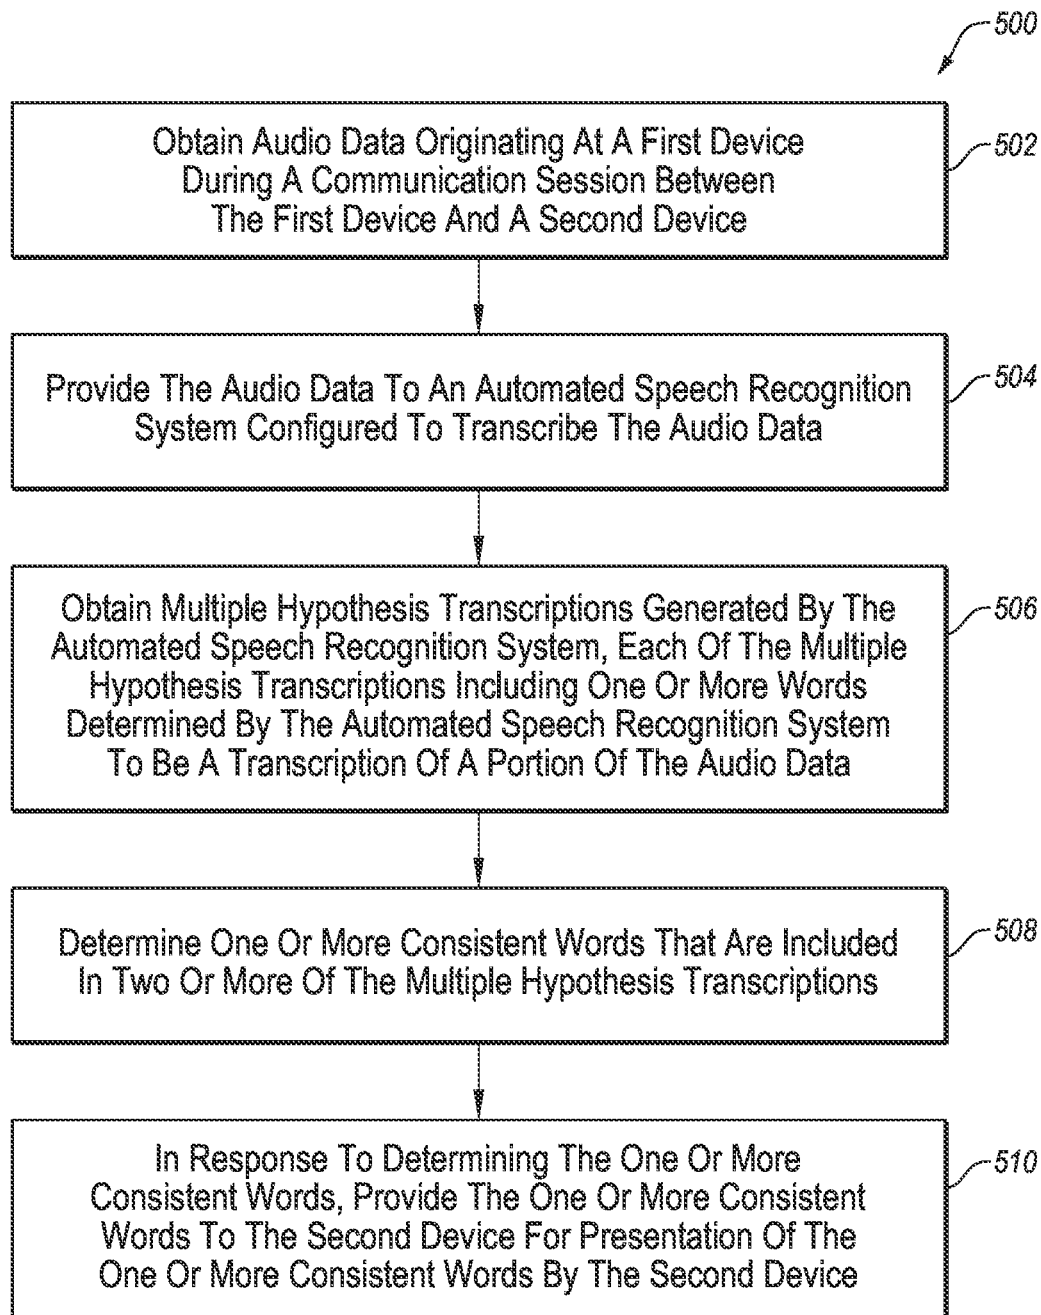 500
Obtain Audio Data Originating At A First Device
During A Communication Session Between
The First Device And A Second Device
502
Provide The Audio Data To An Automated Speech Recognition
System Configured To Transcribe The Audio Data
504
Obtain Multiple Hypothesis Transcriptions Generated By The
Automated Speech Recognition System, Each Of The Multiple
Hypothesis Transcriptions Including One Or More Words
Determined By The Automated Speech Recognition System
To Be A Transcription Of A Portion Of The Audio Data
506
Determine One Or More Consistent Words That Are Included
In Two Or More Of The Multiple Hypothesis Transcriptions
508
In Response To Determining The One Or More
Consistent Words, Provide The One Or More Consistent
Words To The Second Device For Presentation Of The
One Or More Consistent Words By The Second Device
510